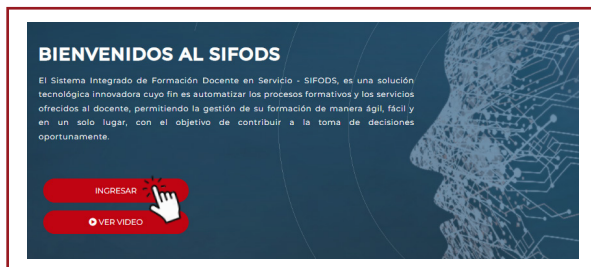 BIENVENIDOS AL SIFODS
El Sistema Integrado de Formación Docente en Servicio - SIFODS, es una solución
tecnológica innovadora cuyo fin es automatizar los procesos formativos y los servicios
ofrecidos al docente, permitiendo la gestión de su formación de manera ágil, fácil y
en un solo lugar, con el objetivo de contribuir a la toma de decisiones
oportunamente.
INGRESAR
VER VIDEO